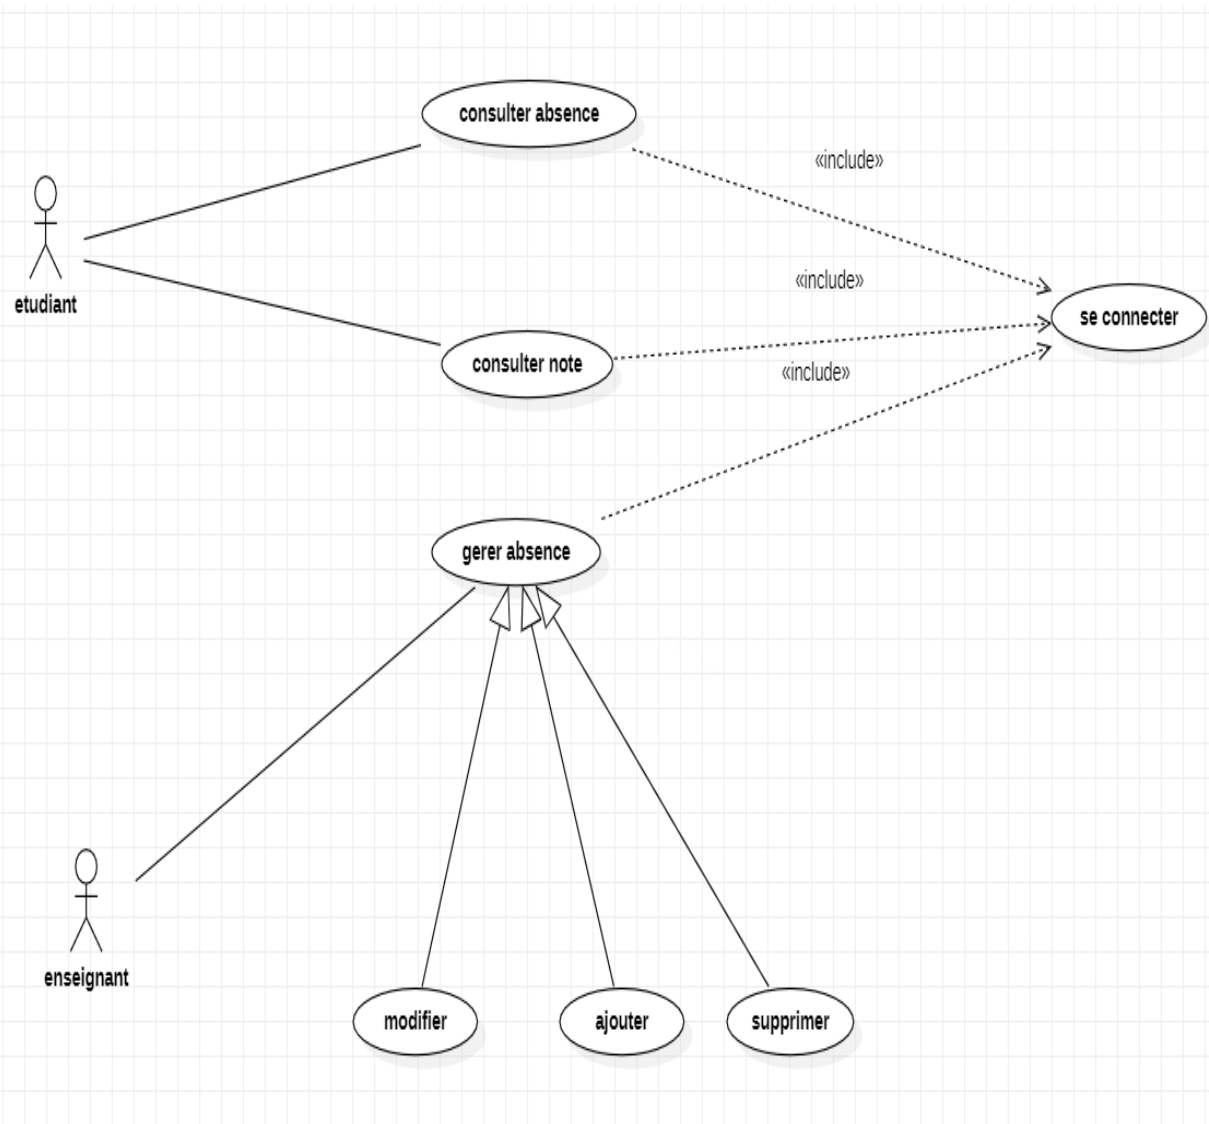 consulter absence
«include»
etudiant
«include»
se connecter
consulter note
«include»
gerer absence
enseignant
modifier
ajouter
supprimer